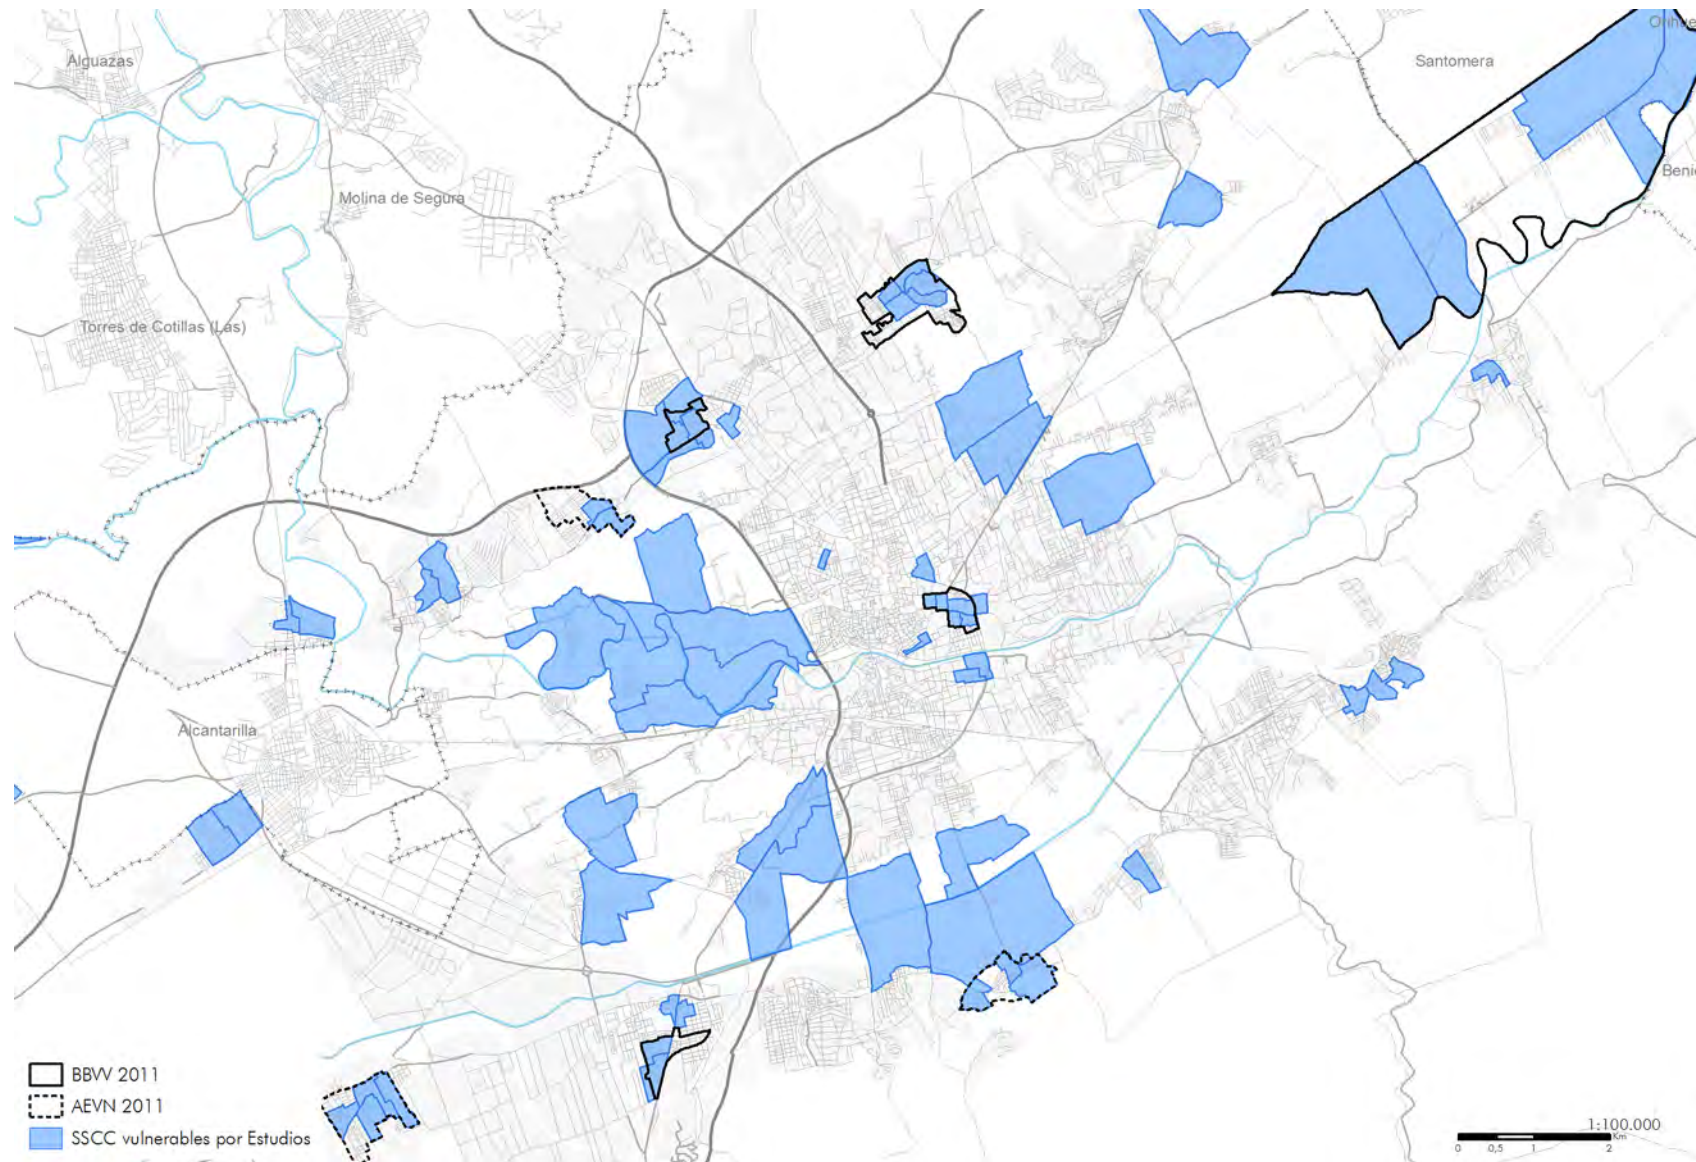 Alguazas
Santomera
Molina de Segura
Torres de Cotillas (Las)
Alcantarilla
BBVV 2011
AEVN 2011
SSCC vulnerables por Estudios
1:100.000
Km
0 0,5 1 2